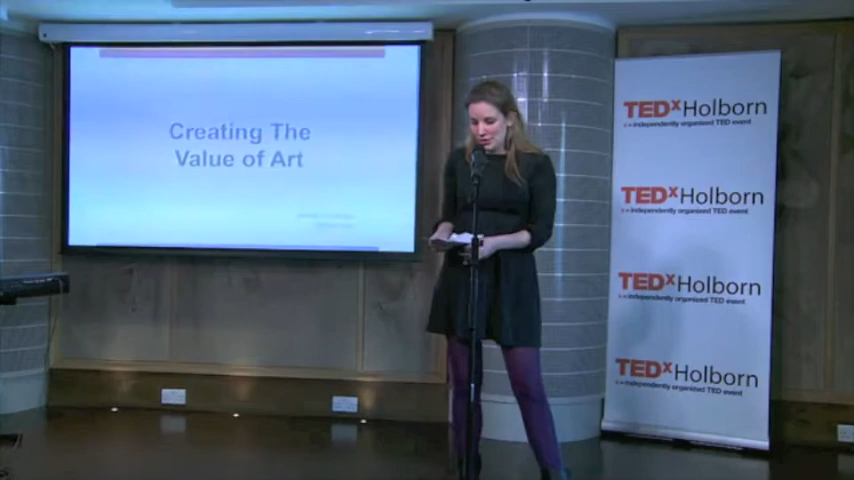 Creating The
Value of Art
TEDxHolborn
x = independently organized TED event
TEDxHolborn
x = independently organized TED event
TEDxHolborn
x = independently organized TED event
TEDxHolborn
x = independently organized TED event